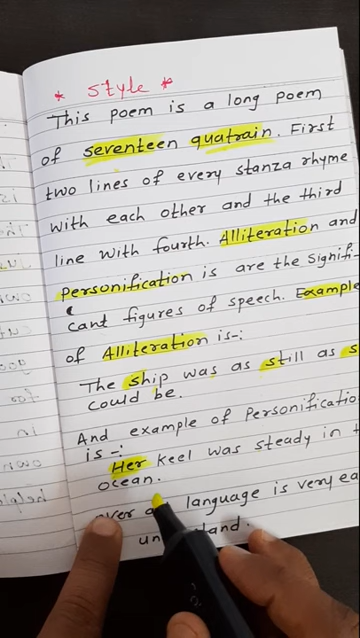 * Style *
This poem is a long poem
of seventeen quatrain. First
two lines of every stanza rhyme
with each other and the third
line with fourth. Alliteration and
personification is are the signifi-
cant figures of speech. Example
of Alliteration is-:
The ship was as still as s
could be.
And example of Personificatio
is -:
Her keel was steady in t
ocean.
over language is very ea